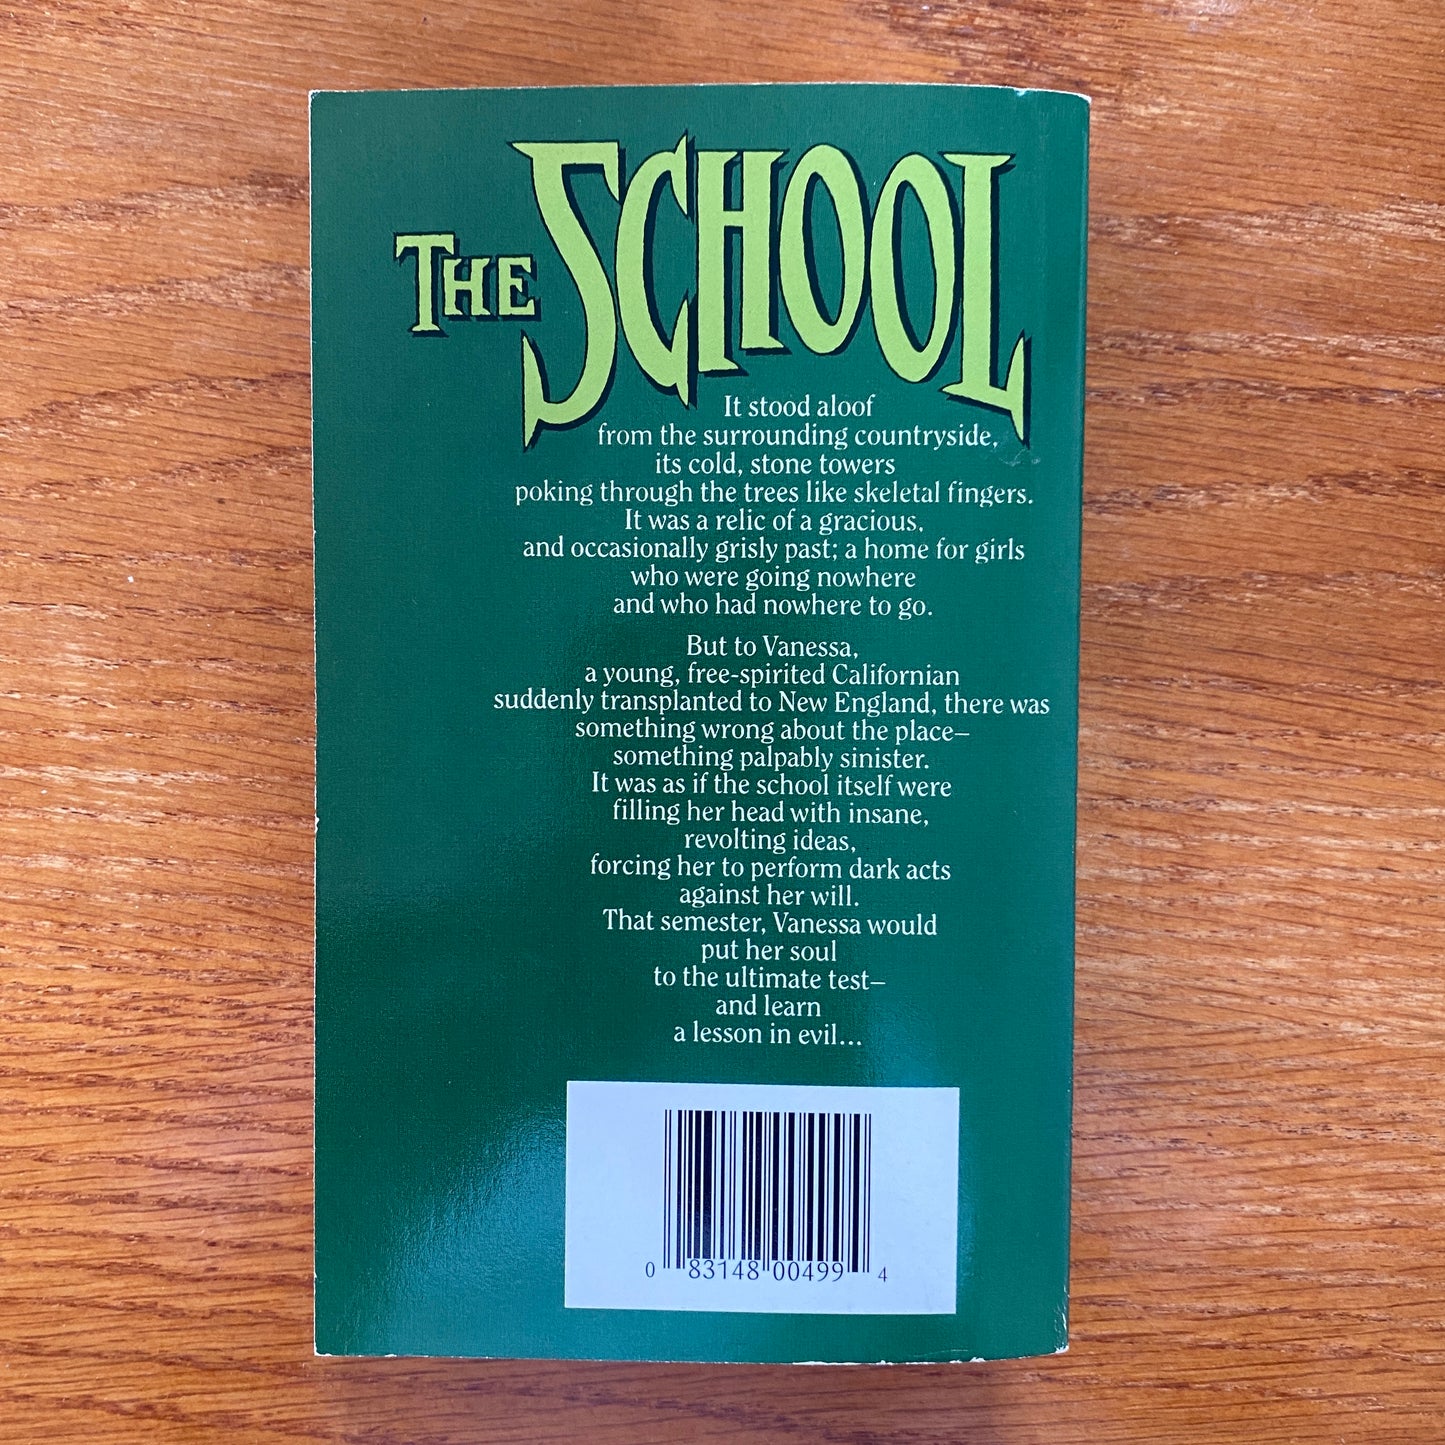 THE SCHOOL
It stood aloof
from the surrounding countryside,
its cold, stone towers
poking through the trees like skeletal fingers.
It was a relic of a gracious,
and occasionally grisly past; a home for girls
who were going nowhere
and who had nowhere to go.
But to Vanessa,
a young, free-spirited Californian
suddenly transplanted to New England, there was
something wrong about the place–
something palpably sinister.
It was as if the school itself were
filling her head with insane,
revolting ideas,
forcing her to perform dark acts
against her will.
That semester, Vanessa would
put her soul
to the ultimate test–
and learn
a lesson in evil...
0 83148 00499 4